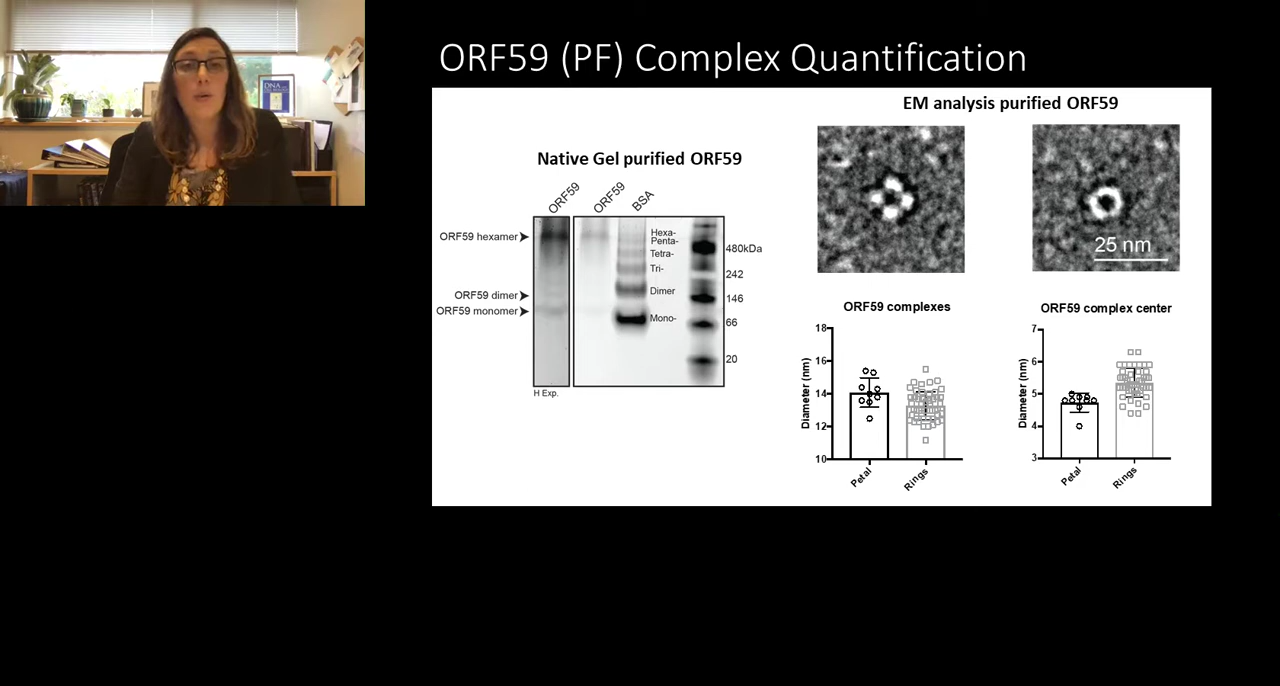 ORF59 (PF) Complex Quantification
EM analysis purified ORF59
Native Gel purified ORF59
ORF59
ORF59
BSA
ORF59 hexamer
ORF59 dimer
ORF59 monomer
Hexa-
Penta-
Tetra-
Tri-
Dimer
Mono-
480kDa
242
146
66
20
H Exp.
25 nm
ORF59 complexes
Diameter (nm)
18
16
14
12
10
Petal
Rings
ORF59 complex center
Diameter (nm)
7
6
5
4
3
Petal
Rings
DNA